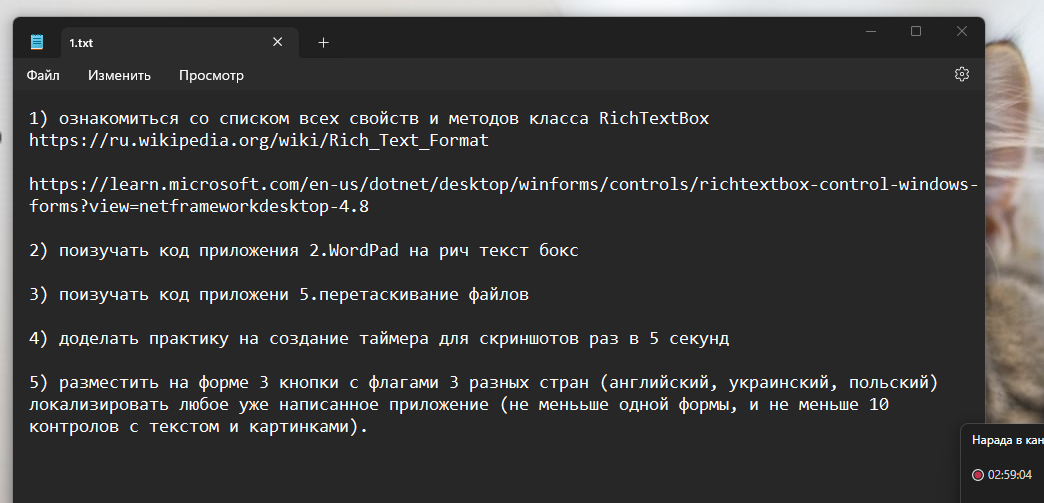 1.txt
Файл Изменить Просмотр
1) ознакомиться со списком всех свойств и методов класса RichTextBox
https://ru.wikipedia.org/wiki/Rich_Text_Format
https://learn.microsoft.com/en-us/dotnet/desktop/winforms/controls/richtextbox-control-windows-
forms?view=netframeworkdesktop-4.8
2) поизучать код приложения 2.WordPad на рич текст бокс
3) поизучать код приложени 5.перетаскивание файлов
4) доделать практику на создание таймера для скриншотов раз в 5 секунд
5) разместить на форме 3 кнопки с флагами 3 разных стран (английский, украинский, польский)
локализировать любое уже написанное приложение (не менььше одной формы, и не меньше 10
контролов с текстом и картинками).
Нарада в кан
02:59:04